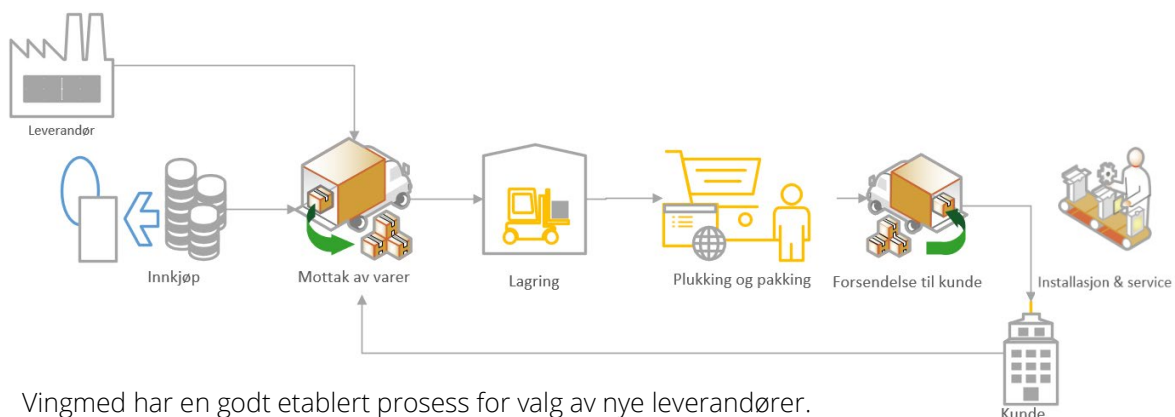 Leverandør
Innkjøp
Mottak av varer
Lagring
Plukking og pakking
Forsendelse til kunde
Installasjon & service
Kunde
Vingmed har en godt etablert prosess for valg av nye leverandører.